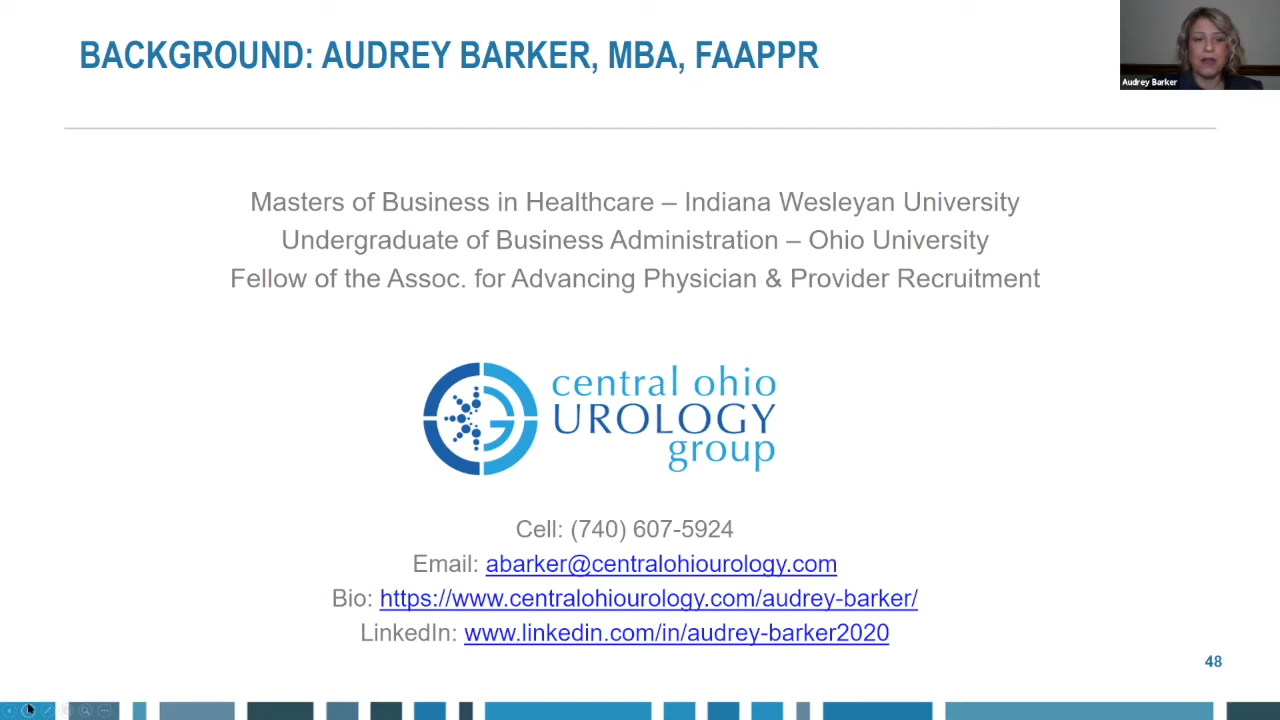 BACKGROUND: AUDREY BARKER, MBA, FAAPPR
Audrey Barker
Masters of Business in Healthcare – Indiana Wesleyan University
Undergraduate of Business Administration – Ohio University
Fellow of the Assoc. for Advancing Physician & Provider Recruitment
central ohio
UROLOGY
group
Cell: (740) 607-5924
Email: abarker@centralohiourology.com
Bio: https://www.centralohiourology.com/audrey-barker/
LinkedIn: www.linkedin.com/in/audrey-barker2020
48